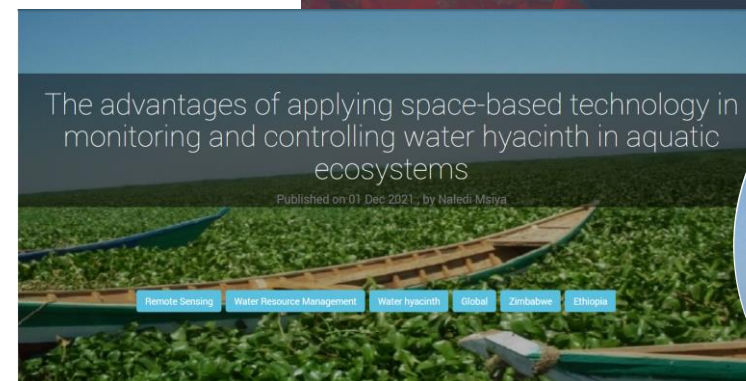 The advantages of applying space-based technology in
monitoring and controlling water hyacinth in aquatic
ecosystems
Published on 01 Dec 2021 , by Naledi Msiya
Remote Sensing Water Resource Management Water hyacinth Global Zimbabwe Ethiopia